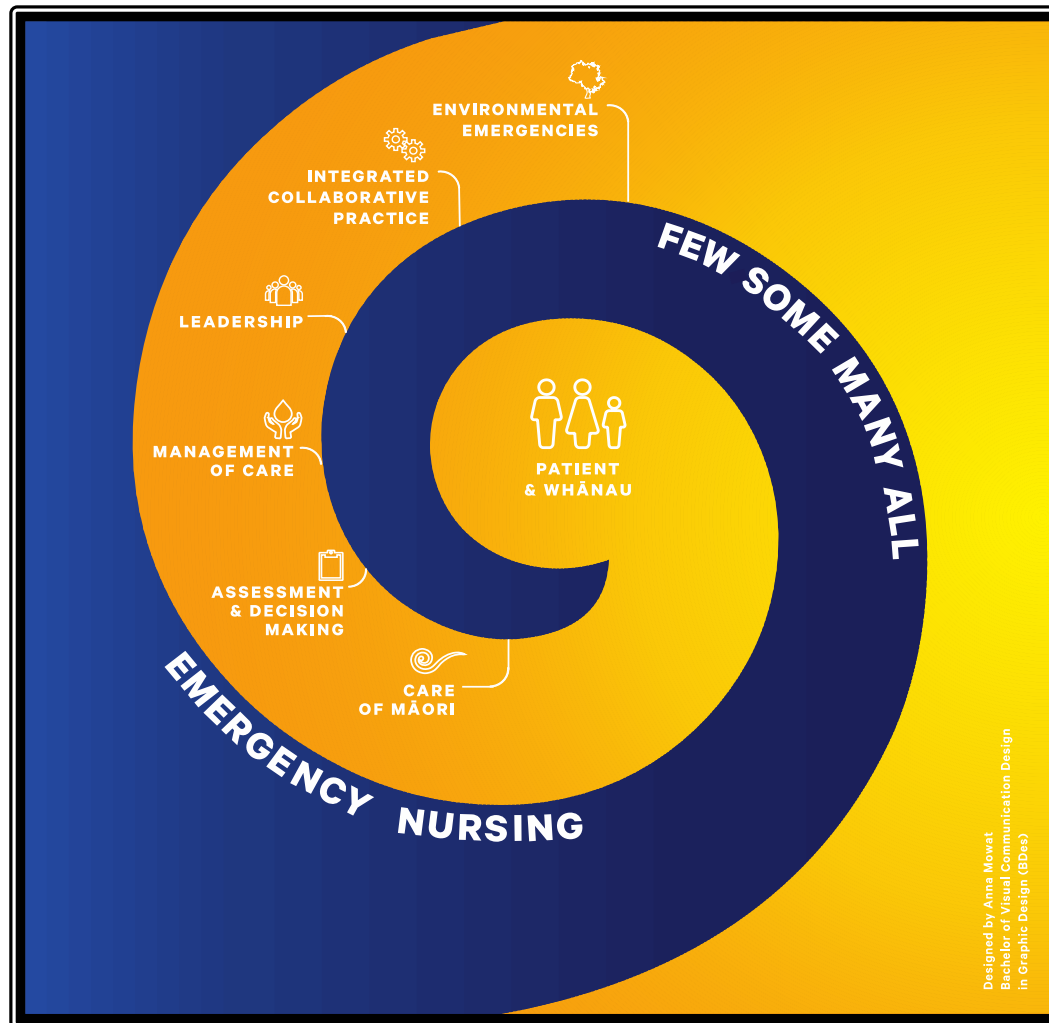 ENVIRONMENTAL
EMERGENCIES
INTEGRATED
COLLABORATIVE
PRACTICE
LEADERSHIP
MANAGEMENT
OF CARE
ASSESSMENT
& DECISION
MAKING
CARE
OF MĀORI
PATIENT
& WHĀNAU
FEW SOME MANY ALL
EMERGENCY NURSING
Designed by Anna Mowat
Bachelor of Visual Communication Design
in Graphic Design (BDes)